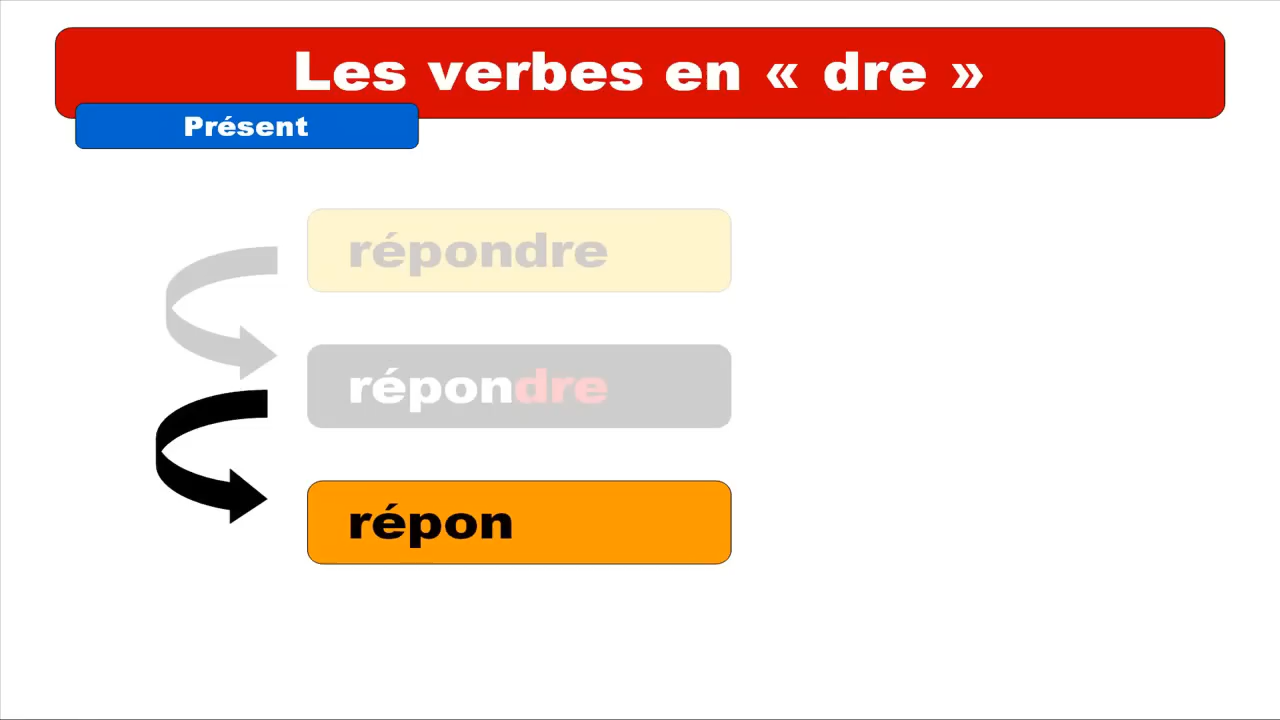 Les verbes en « dre »
Présent
répondre
répondre
répon